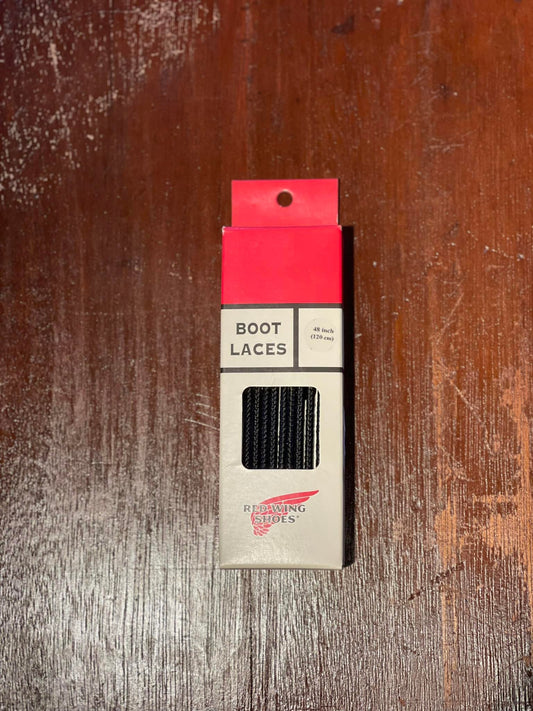 BOOT
LACES
48 inch
(120 cm)
RED WING
SHOES®